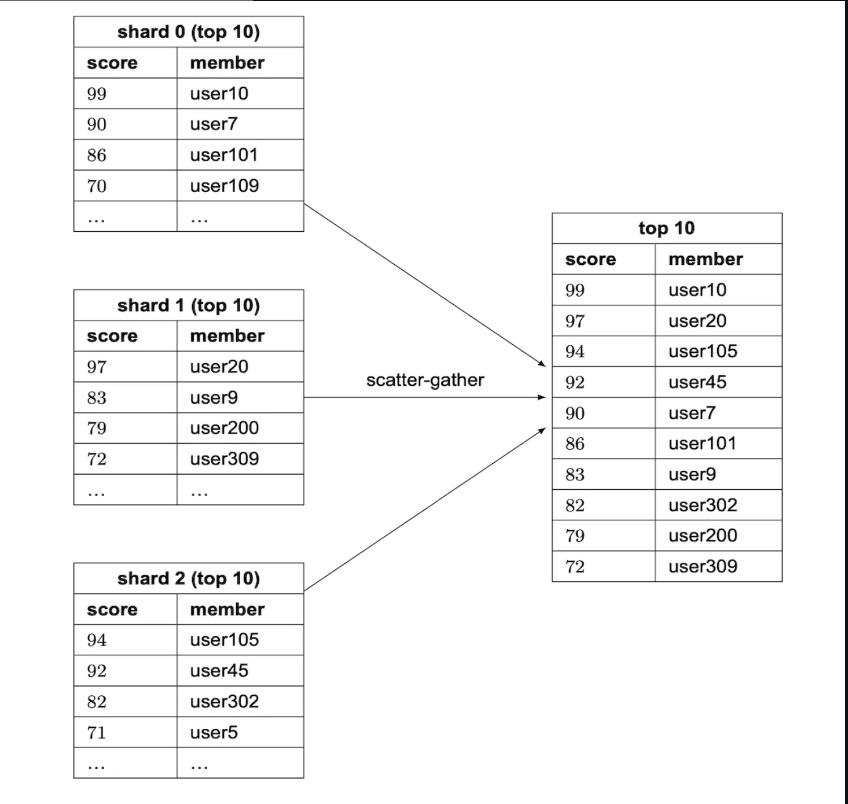 shard 0 (top 10)
score member
99 user10
90 user7
86 user101
70 user109
... ...
shard 1 (top 10)
score member
97 user20
83 user9
79 user200
72 user309
... ...
shard 2 (top 10)
score member
94 user105
92 user45
82 user302
71 user5
... ...
scatter-gather
top 10
score member
99 user10
97 user20
94 user105
92 user45
90 user7
86 user101
83 user9
82 user302
79 user200
72 user309